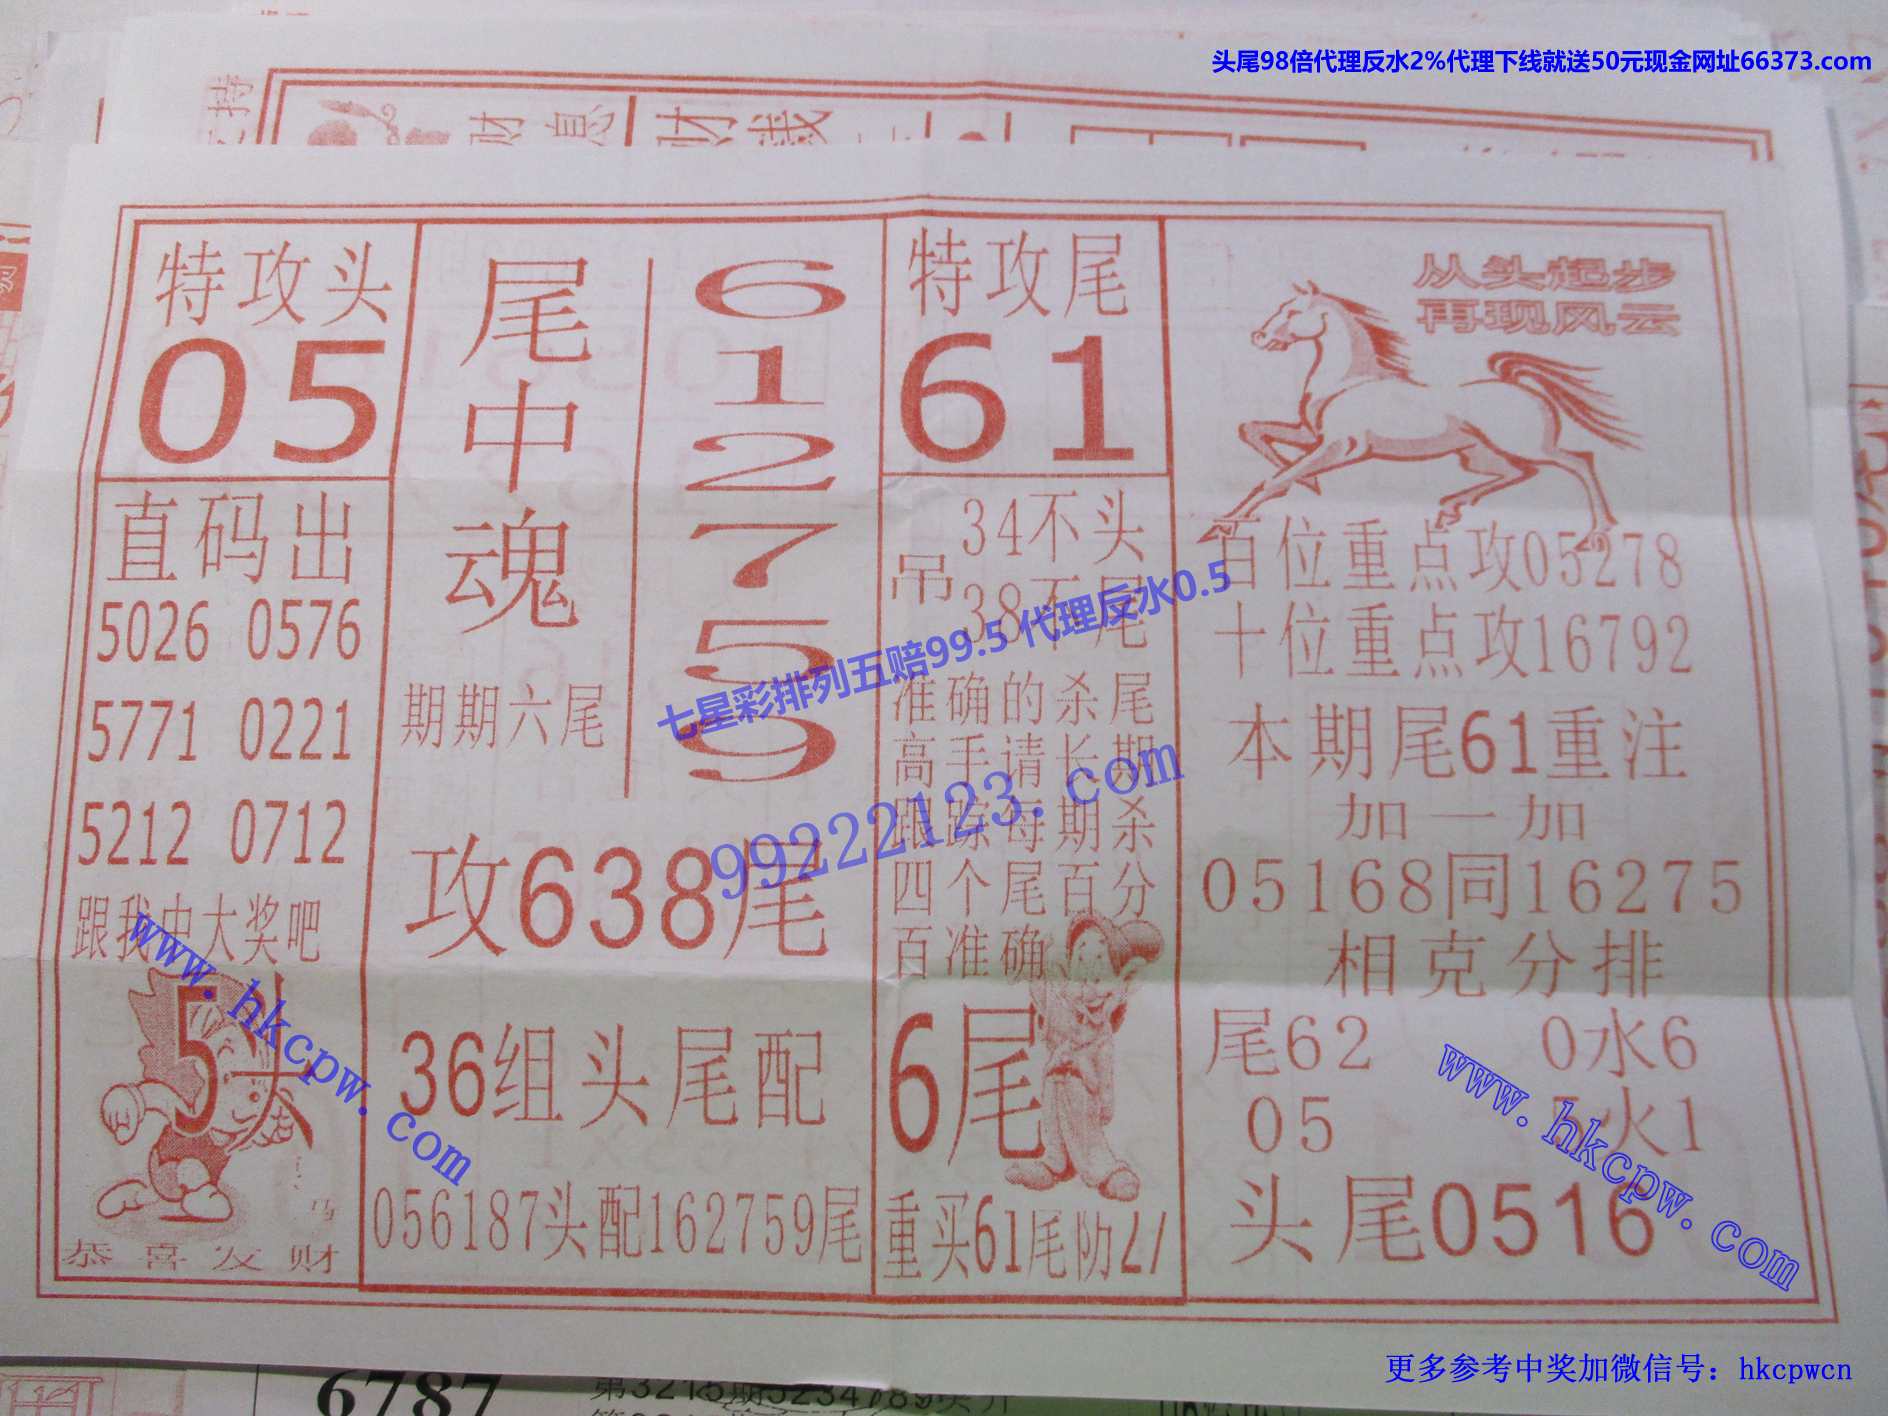 头尾98倍代理反水2%代理下线就送50元现金网址66373.com
财息
财
特攻头
05
直码出
5026 0576
5771 0221
5212 0712
跟我中大奖吧
5头
恭喜发财
尾中魂
612759
期期六尾
攻638尾
36组头尾配
056187头配162759尾
特攻尾
61
吊
34不头
38不尾
准确的杀尾
高手请长期
跟踪每期杀
四个尾百分
百准确
6尾
重买61尾防27
从头起步
再现风云
百位重点攻05278
十位重点攻16792
本期尾61重注
加一加
05168同16275
相克分排
尾62 0水6
05 5火1
头尾0516
七星彩排列五赔99.5 代理反水0.5
99222123.com
www.hkcpw.com
www.hkcpw.com
6787
更多参考中奖加微信号：hkcpwcn